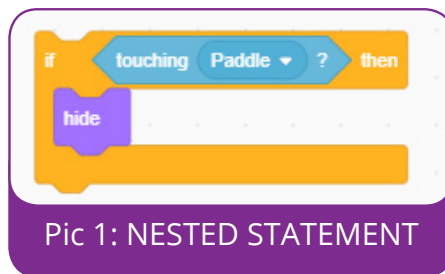 if touching Paddle ? then
hide
Pic 1: NESTED STATEMENT